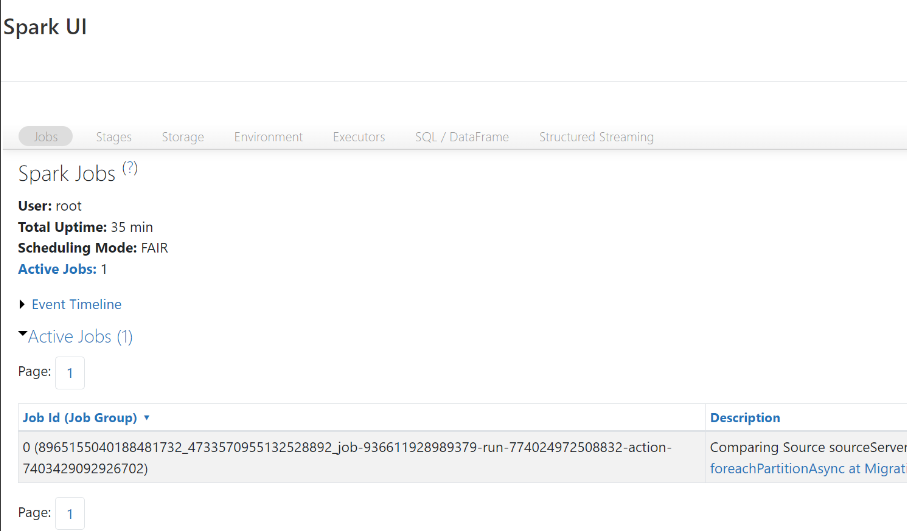 Spark UI
Jobs Stages Storage Environment Executors SQL / DataFrame Structured Streaming
Spark Jobs (?)
User: root
Total Uptime: 35 min
Scheduling Mode: FAIR
Active Jobs: 1
Event Timeline
Active Jobs (1)
Page: 1
Job Id (Job Group) ▾ Description
0 (8965155040188481732_4733570955132528892_job-936611928989379-run-774024972508832-action- Comparing Source sourceServer
7403429092926702) foreachPartitionAsync at Migrat
Page: 1